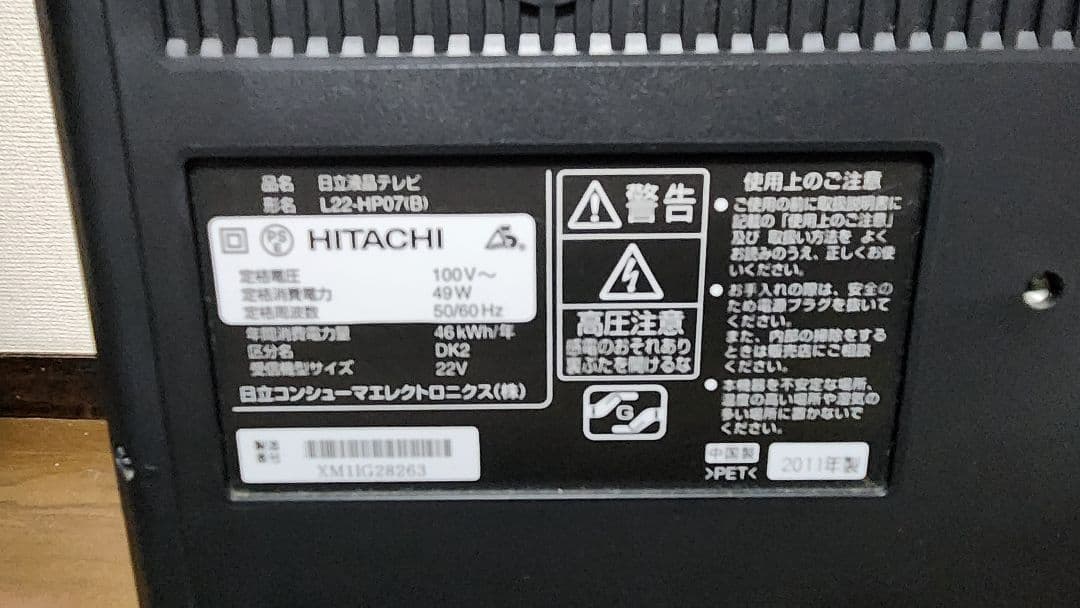 品名 日立液晶テレビ
形名 L22-HP07(B)
PS E HITACHI
定格電圧 100V～
定格消費電力 49W
定格周波数 50/60Hz
年間消費電力量 46kWh/年
区分名 DK2
受信機型サイズ 22V
日立コンシューマエレクトロニクス(株)
製造番号
XM1IG28263
警告
高圧注意
感電のおそれあり
裏ぶたを開けるな
G
使用上のご注意
●ご使用の前に取扱説明書に
記載の「使用上のご注意」
及び 取扱い方法を よく
お読みのうえ、正しくお使
いください。
●お手入れの際は、安全の
ため電源プラグを抜いて
ください。
また、内部の掃除をする
ときは販売店にご相談
ください。
●本機器を不安定な場所、
温度の高い場所や湿気の
多い場所に置かないで
ください。
中国製
>PET<
2011年製